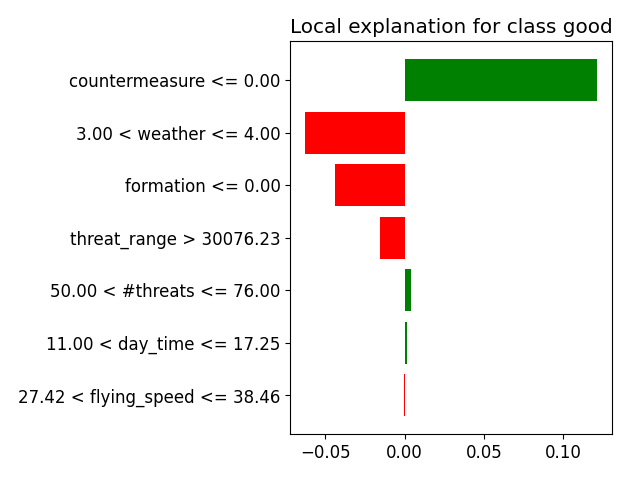 Local explanation for class good
countermeasure <= 0.00
3.00 < weather <= 4.00
formation <= 0.00
threat_range > 30076.23
50.00 < #threats <= 76.00
11.00 < day_time <= 17.25
27.42 < flying_speed <= 38.46
−0.05 0.00 0.05 0.10